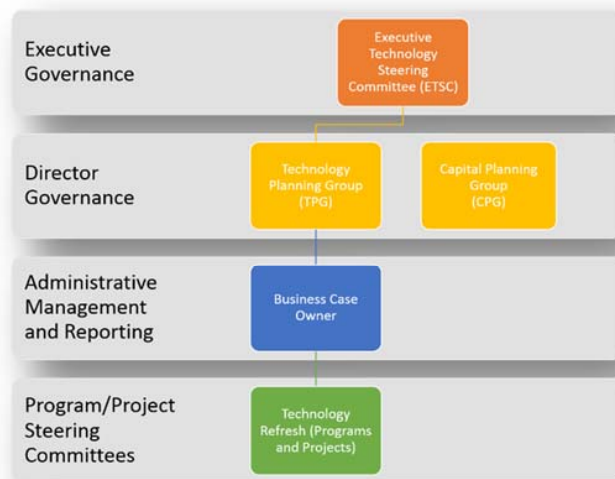 Executive
Governance
Executive
Technology
Steering
Committee (ETSC)
Director
Governance
Technology
Planning Group
(TPG)
Capital Planning
Group
(CPG)
Administrative
Management
and Reporting
Business Case
Owner
Program/Project
Steering
Committees
Technology
Refresh (Programs
and Projects)